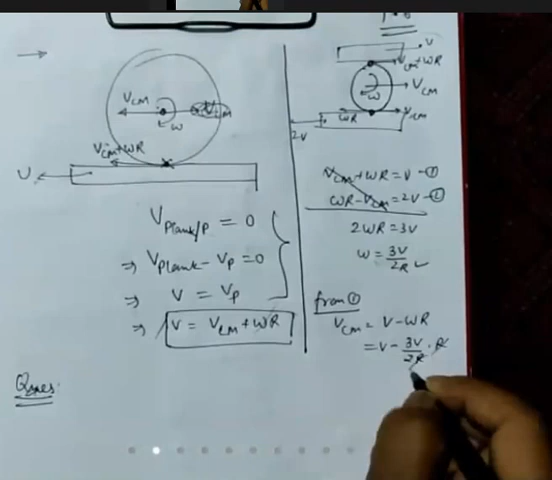 V_CM
ω
V_CM + ωR
V
V_Plank/P = 0
⇒ V_Plank - V_P = 0
⇒ V = V_P
⇒ V = V_CM + ωR
Ques.
V
V_CM + ωR
V_CM
ω
ωR
V_CM
2V
V_CM + ωR = V - ①
ωR - V_CM = 2V - ②
2ωR = 3V
ω = 3V/2R ✓
from ①
V_CM = V - ωR
= V - 3V/2R · R